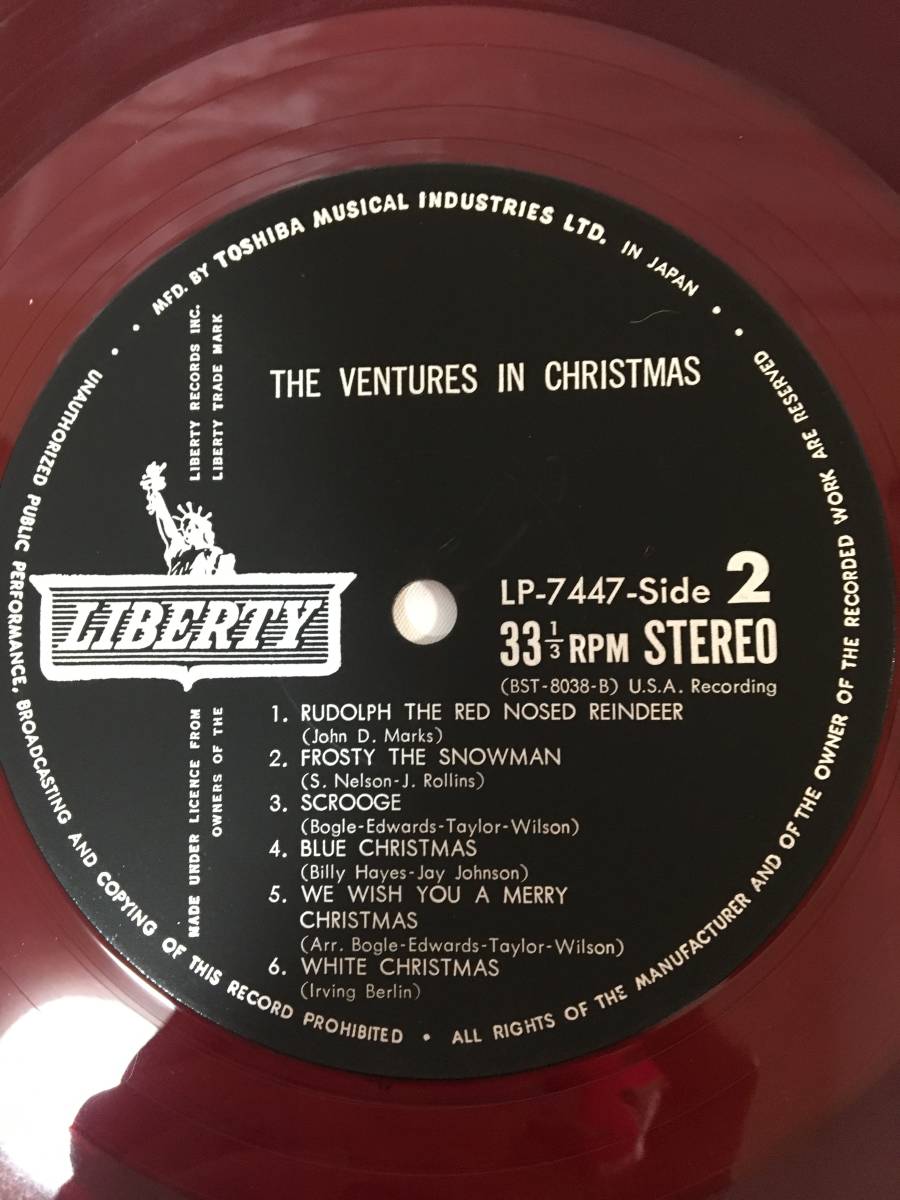 MFD. BY TOSHIBA MUSICAL INDUSTRIES LTD. IN JAPAN
LIBERTY RECORDS INC.
LIBERTY TRADE MARK
THE VENTURES IN CHRISTMAS
LIBERTY
LP-7447-Side 2
33 1/3 RPM STEREO
(BST-8038-B) U.S.A. Recording
MADE UNDER LICENCE FROM
OWNERS OF THE
1. RUDOLPH THE RED NOSED REINDEER
(John D. Marks)
2. FROSTY THE SNOWMAN
(S. Nelson-J. Rollins)
3. SCROOGE
(Bogle-Edwards-Taylor-Wilson)
4. BLUE CHRISTMAS
(Billy Hayes-Jay Johnson)
5. WE WISH YOU A MERRY
CHRISTMAS
(Arr. Bogle-Edwards-Taylor-Wilson)
6. WHITE CHRISTMAS
(Irving Berlin)
UNAUTHORIZED PUBLIC PERFORMANCE, BROADCASTING AND COPYING OF THIS RECORD PROHIBITED
ALL RIGHTS OF THE MANUFACTURER AND OF THE OWNER OF THE RECORDED WORK ARE RESERVED